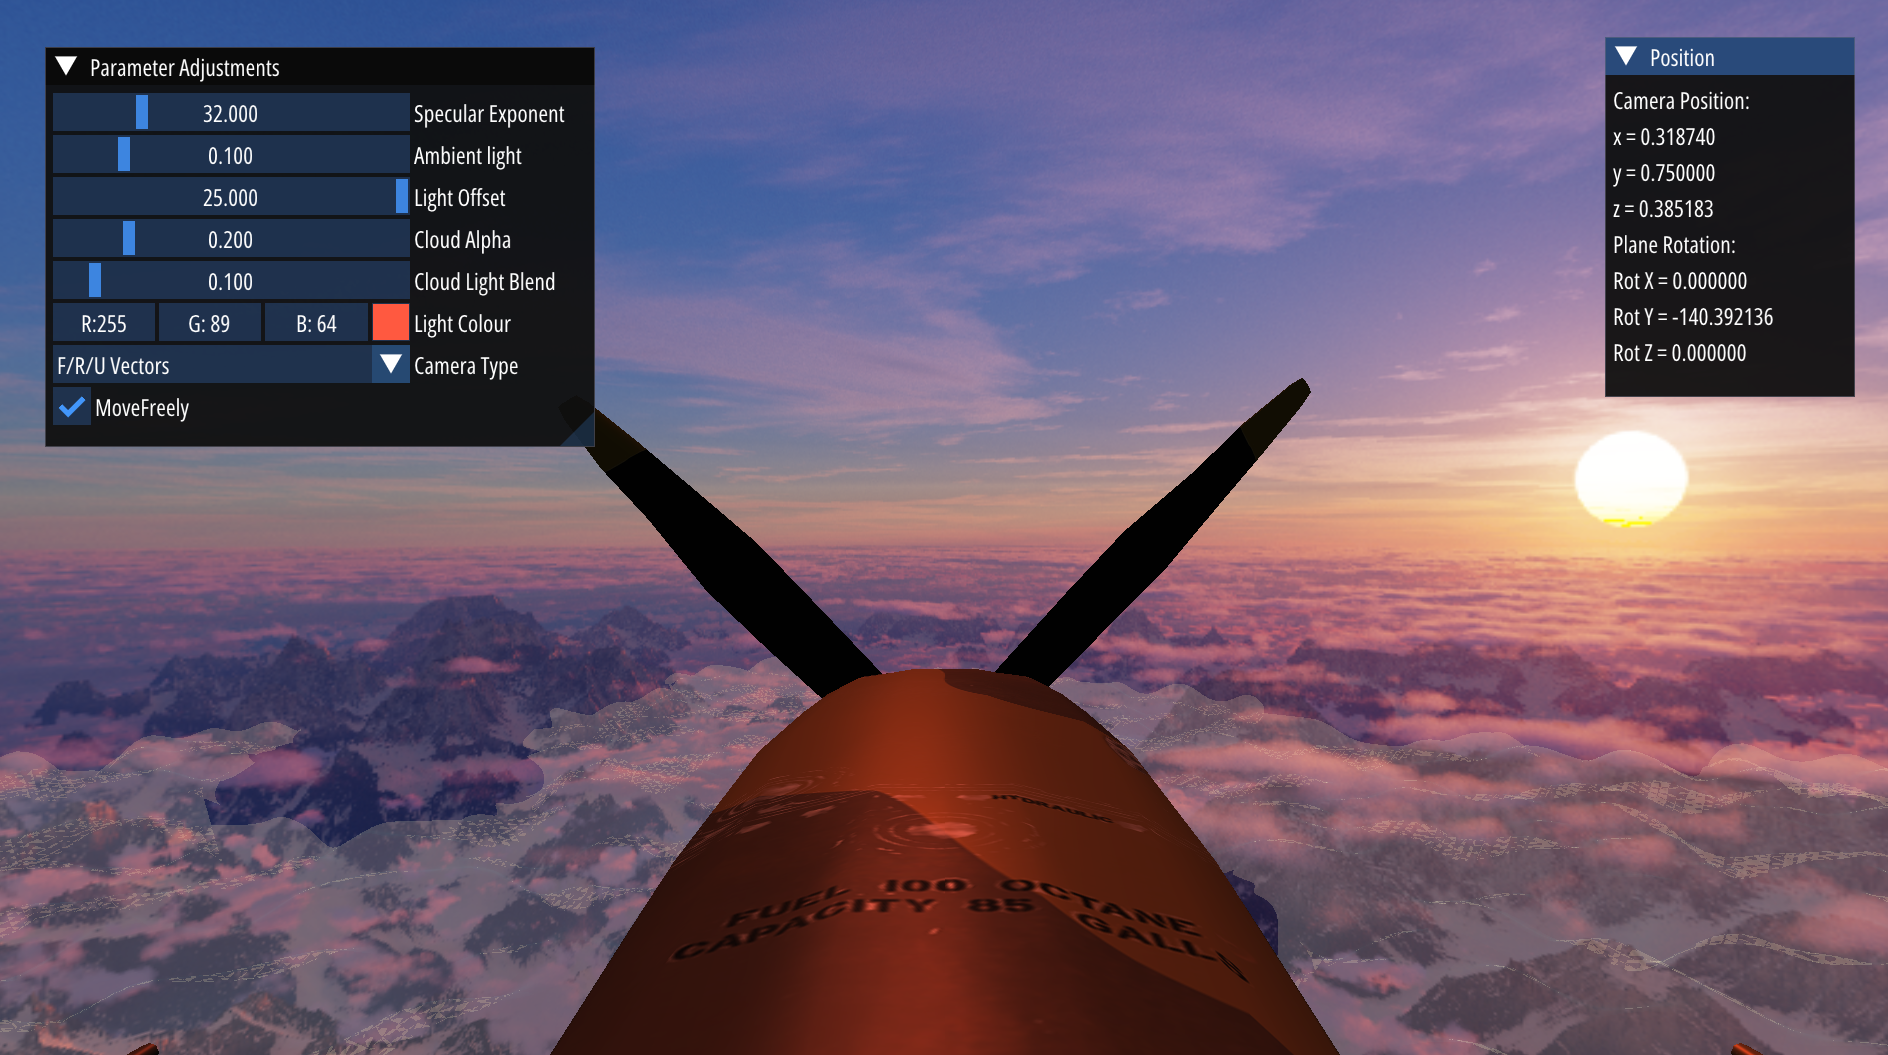 Parameter Adjustments
32.000 Specular Exponent
0.100 Ambient light
25.000 Light Offset
0.200 Cloud Alpha
0.100 Cloud Light Blend
R:255 G: 89 B: 64 Light Colour
F/R/U Vectors Camera Type
MoveFreely
Position
Camera Position:
x = 0.318740
y = 0.750000
z = 0.385183
Plane Rotation:
Rot X = 0.000000
Rot Y = -140.392136
Rot Z = 0.000000
HYDRAULIC
FUEL 100 OCTANE
CAPACITY 85 GALLS